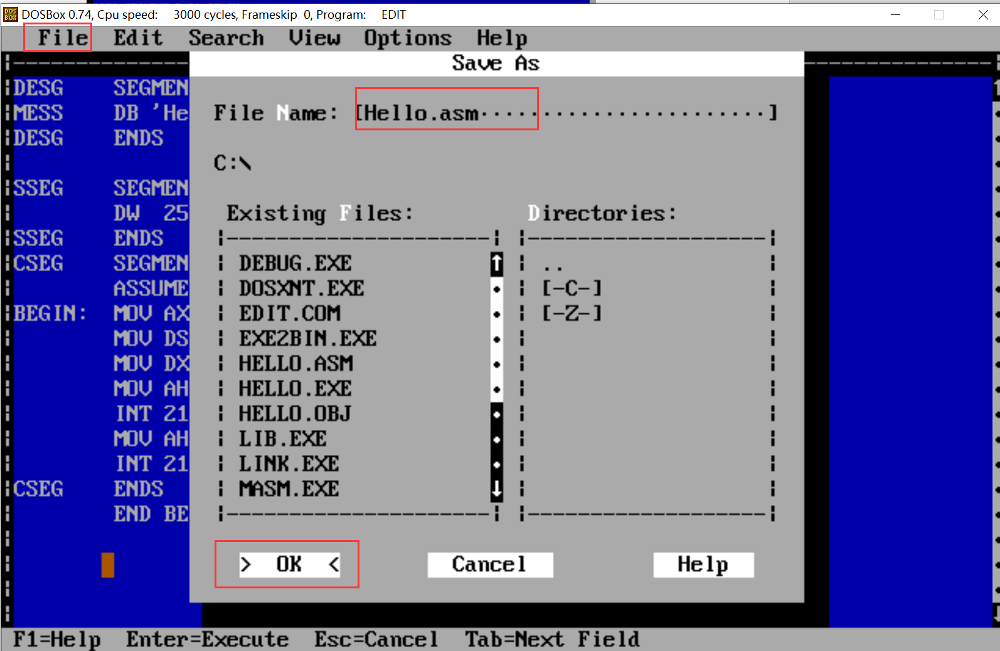 DOSBox 0.74, Cpu speed: 3000 cycles, Frameskip 0, Program: EDIT
File Edit Search View Options Help
Save As
DESG SEGMEN
MESS DB 'He
DESG ENDS
SSEG SEGMEN
DW 25
SSEG ENDS
CSEG SEGMEN
ASSUME
BEGIN: MOV AX
MOV DS
MOV DX
MOV AH
INT 21
MOV AH
INT 21
CSEG ENDS
END BE
File Name: [Hello.asm·······················]
C:\
Existing Files:
DEBUG.EXE
DOSXNT.EXE
EDIT.COM
EXE2BIN.EXE
HELLO.ASM
HELLO.EXE
HELLO.OBJ
LIB.EXE
LINK.EXE
MASM.EXE
Directories:
..
[-C-]
[-Z-]
> OK <
Cancel
Help
F1=Help Enter=Execute Esc=Cancel Tab=Next Field